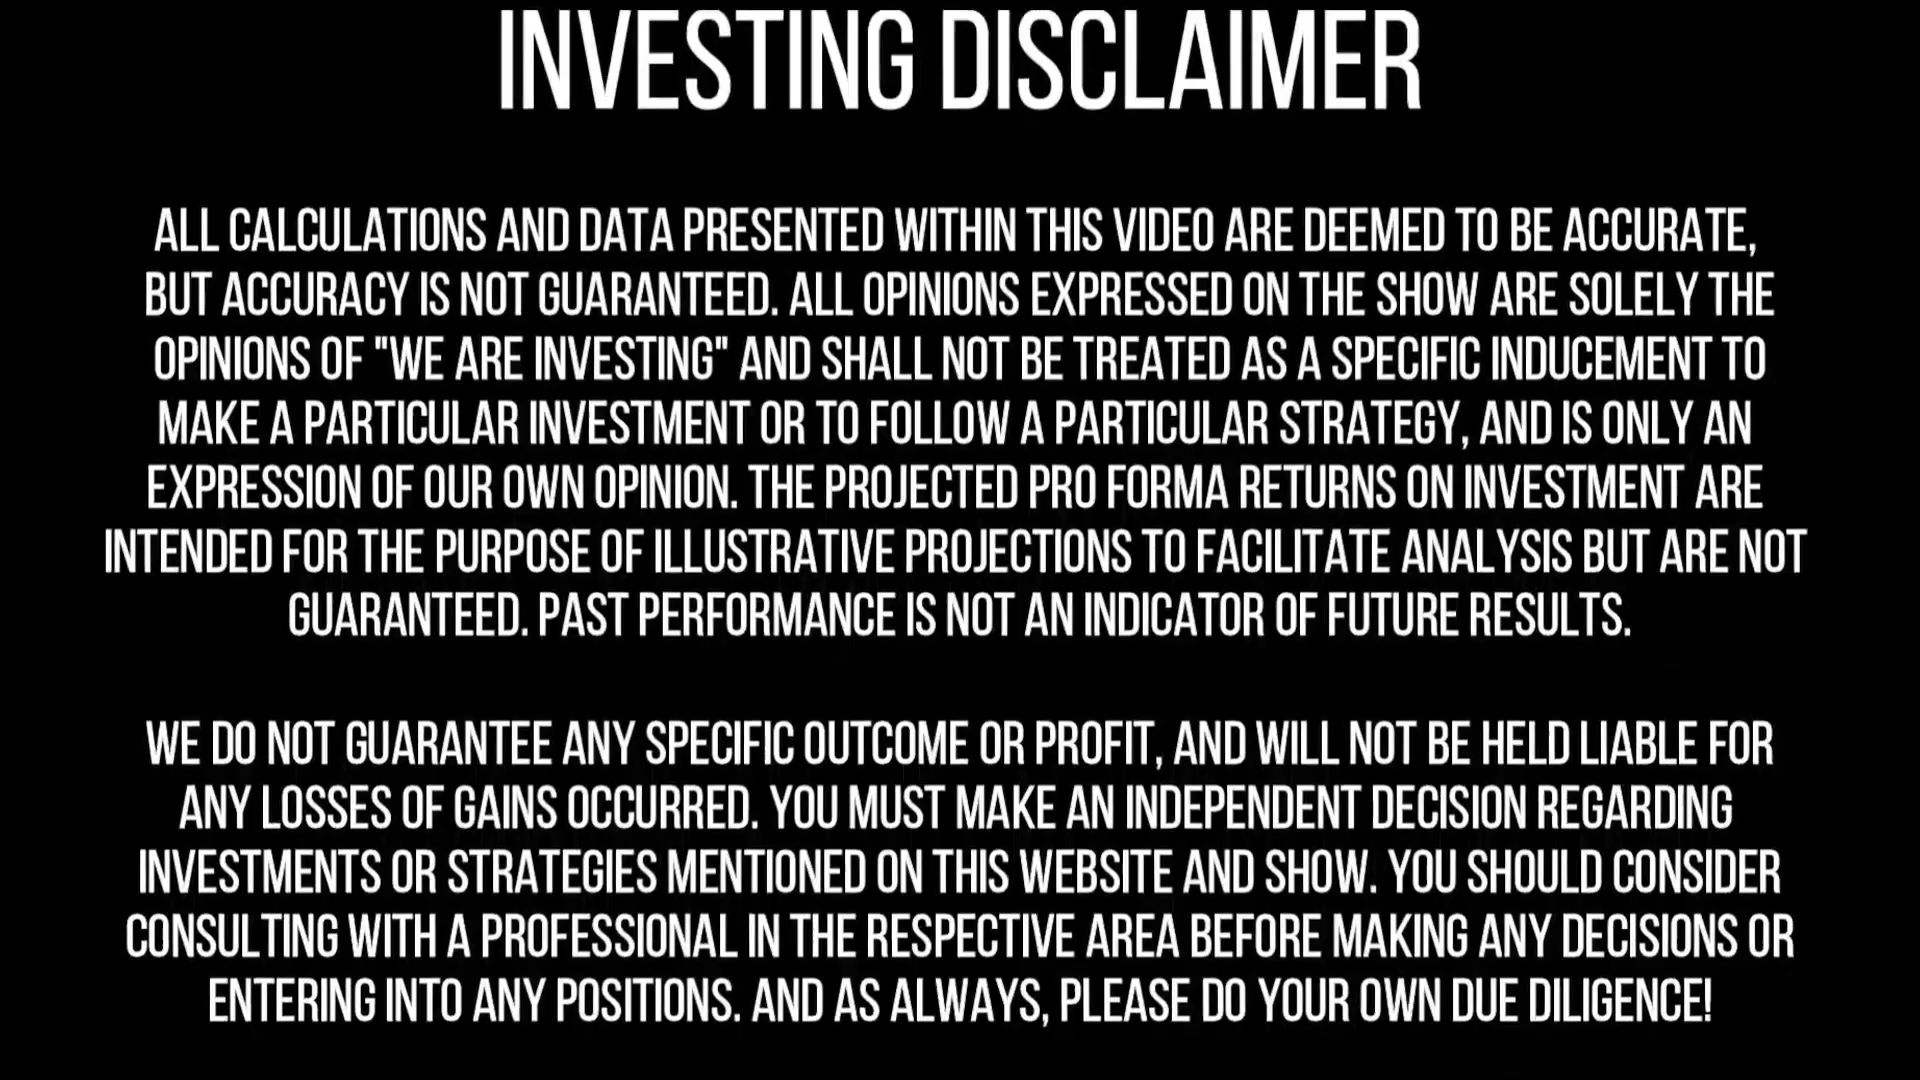 INVESTING DISCLAIMER
ALL CALCULATIONS AND DATA PRESENTED WITHIN THIS VIDEO ARE DEEMED TO BE ACCURATE,
BUT ACCURACY IS NOT GUARANTEED. ALL OPINIONS EXPRESSED ON THE SHOW ARE SOLELY THE
OPINIONS OF "WE ARE INVESTING" AND SHALL NOT BE TREATED AS A SPECIFIC INDUCEMENT TO
MAKE A PARTICULAR INVESTMENT OR TO FOLLOW A PARTICULAR STRATEGY, AND IS ONLY AN
EXPRESSION OF OUR OWN OPINION. THE PROJECTED PRO FORMA RETURNS ON INVESTMENT ARE
INTENDED FOR THE PURPOSE OF ILLUSTRATIVE PROJECTIONS TO FACILITATE ANALYSIS BUT ARE NOT
GUARANTEED. PAST PERFORMANCE IS NOT AN INDICATOR OF FUTURE RESULTS.
WE DO NOT GUARANTEE ANY SPECIFIC OUTCOME OR PROFIT, AND WILL NOT BE HELD LIABLE FOR
ANY LOSSES OF GAINS OCCURRED. YOU MUST MAKE AN INDEPENDENT DECISION REGARDING
INVESTMENTS OR STRATEGIES MENTIONED ON THIS WEBSITE AND SHOW. YOU SHOULD CONSIDER
CONSULTING WITH A PROFESSIONAL IN THE RESPECTIVE AREA BEFORE MAKING ANY DECISIONS OR
ENTERING INTO ANY POSITIONS. AND AS ALWAYS, PLEASE DO YOUR OWN DUE DILIGENCE!